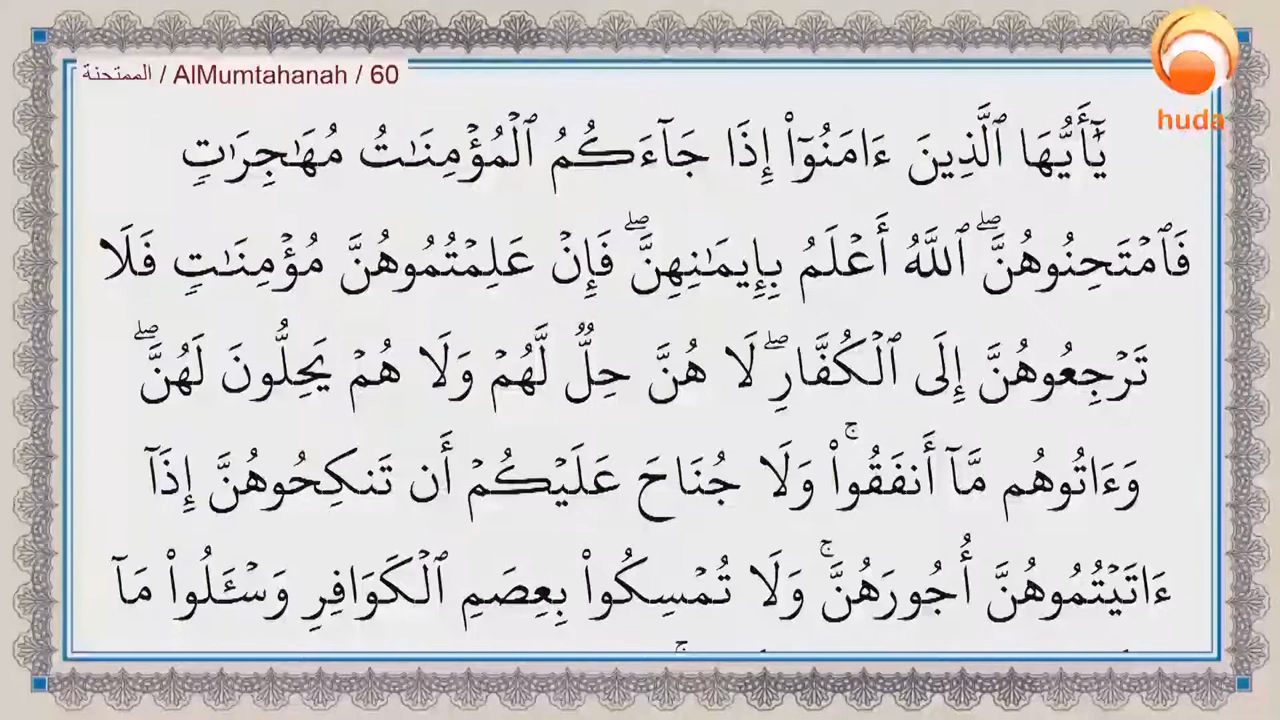 الممتحنة / AlMumtahanah / 60
huda
يَٰٓأَيُّهَا ٱلَّذِينَ ءَامَنُوٓا۟ إِذَا جَآءَكُمُ ٱلْمُؤْمِنَٰتُ مُهَٰجِرَٰتٍ
فَٱمْتَحِنُوهُنَّ ۖ ٱللَّهُ أَعْلَمُ بِإِيمَٰنِهِنَّ ۖ فَإِنْ عَلِمْتُمُوهُنَّ مُؤْمِنَٰتٍ فَلَا
تَرْجِعُوهُنَّ إِلَى ٱلْكُفَّارِ ۖ لَا هُنَّ حِلٌّ لَّهُمْ وَلَا هُمْ يَحِلُّونَ لَهُنَّ ۖ
وَءَاتُوهُم مَّآ أَنفَقُوا۟ ۚ وَلَا جُنَاحَ عَلَيْكُمْ أَن تَنكِحُوهُنَّ إِذَآ
ءَاتَيْتُمُوهُنَّ أُجُورَهُنَّ ۚ وَلَا تُمْسِكُوا۟ بِعِصَمِ ٱلْكَوَافِرِ وَسْـَٔلُوا۟ مَآ